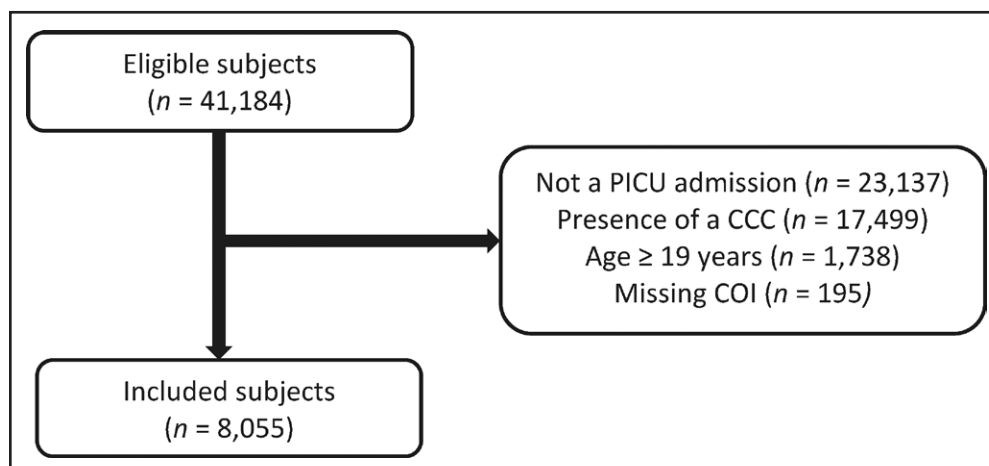 Eligible subjects
(n = 41,184)
Not a PICU admission (n = 23,137)
Presence of a CCC (n = 17,499)
Age ≥ 19 years (n = 1,738)
Missing COI (n = 195)
Included subjects
(n = 8,055)